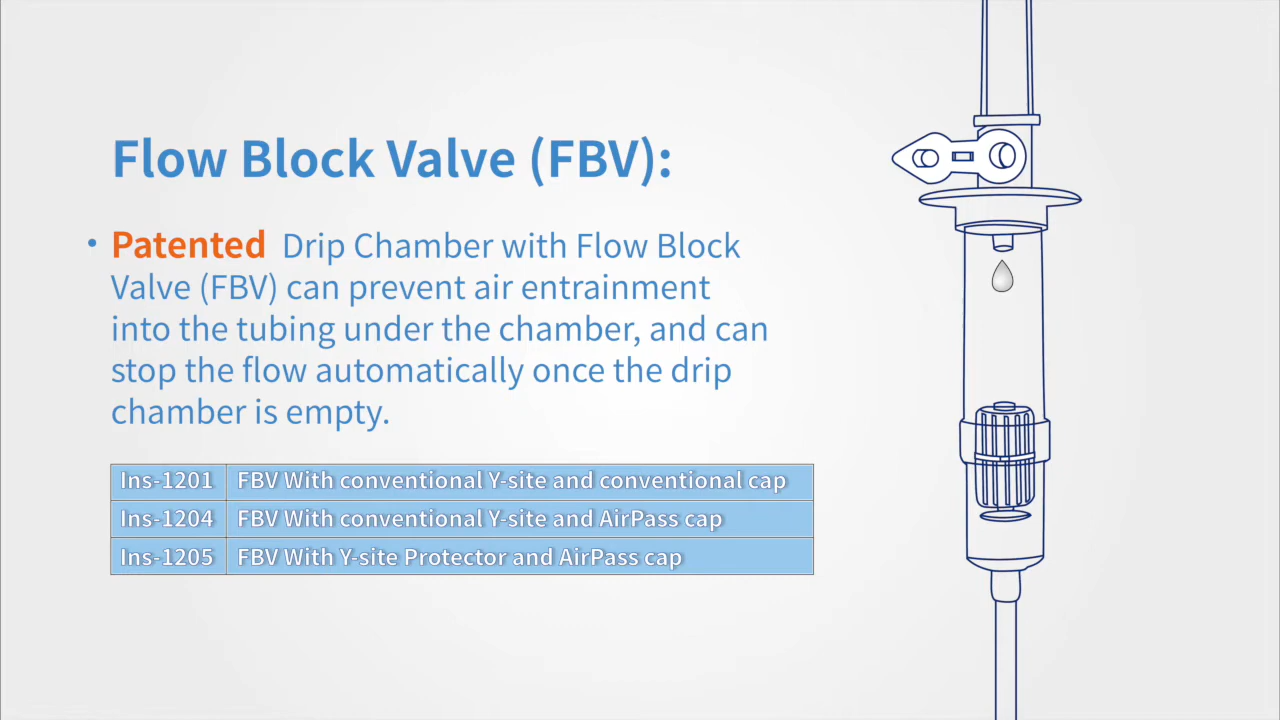 Flow Block Valve (FBV):
• Patented Drip Chamber with Flow Block
Valve (FBV) can prevent air entrainment
into the tubing under the chamber, and can
stop the flow automatically once the drip
chamber is empty.
Ins-1201 FBV With conventional Y-site and conventional cap
Ins-1204 FBV With conventional Y-site and AirPass cap
Ins-1205 FBV With Y-site Protector and AirPass cap